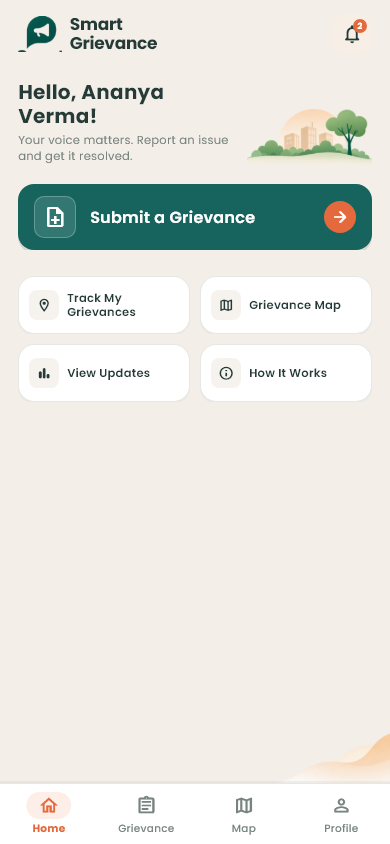 Smart
Grievance
2
Hello, Ananya
Verma!
Your voice matters. Report an issue
and get it resolved.
Submit a Grievance
Track My
Grievances
Grievance Map
View Updates
How It Works
Home
Grievance
Map
Profile